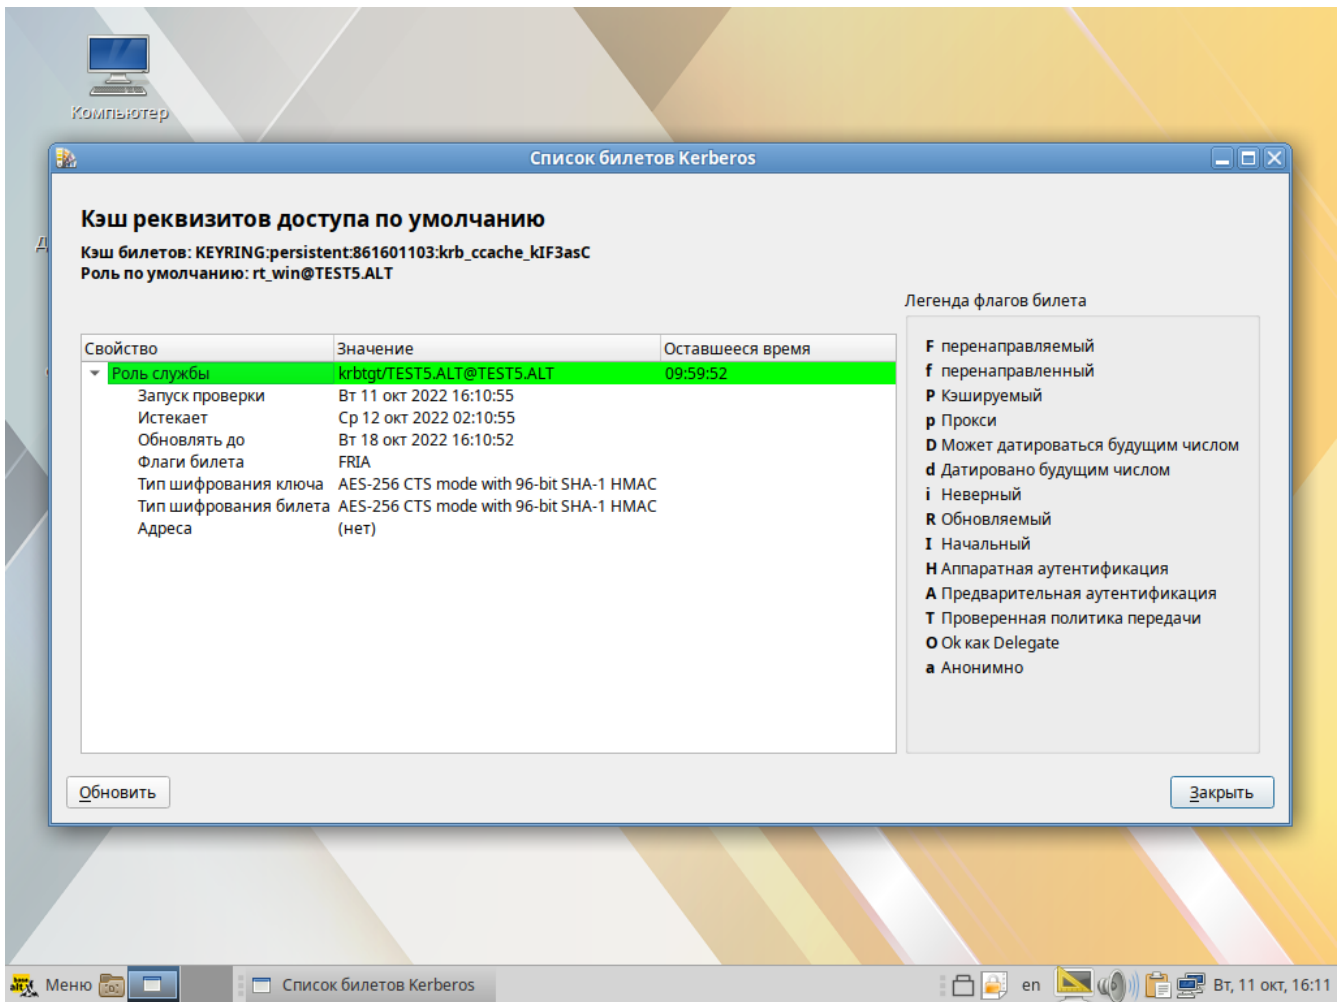 Компьютер
Список билетов Kerberos
Кэш реквизитов доступа по умолчанию
Кэш билетов: KEYRING:persistent:861601103:krb_ccache_kIF3asC
Роль по умолчанию: rt_win@TEST5.ALT
Легенда флагов билета
Свойство Значение Оставшееся время
Роль службы krbtgt/TEST5.ALT@TEST5.ALT 09:59:52
Запуск проверки Вт 11 окт 2022 16:10:55
Истекает Ср 12 окт 2022 02:10:55
Обновлять до Вт 18 окт 2022 16:10:52
Флаги билета FRIA
Тип шифрования ключа AES-256 CTS mode with 96-bit SHA-1 HMAC
Тип шифрования билета AES-256 CTS mode with 96-bit SHA-1 HMAC
Адреса (нет)
F перенаправляемый
f перенаправленный
P Кэшируемый
p Прокси
D Может датироваться будущим числом
d Датировано будущим числом
i Неверный
R Обновляемый
I Начальный
H Аппаратная аутентификация
A Предварительная аутентификация
T Проверенная политика передачи
O Ok как Delegate
a Анонимно
Обновить Закрыть
Меню Список билетов Kerberos en Вт, 11 окт, 16:11